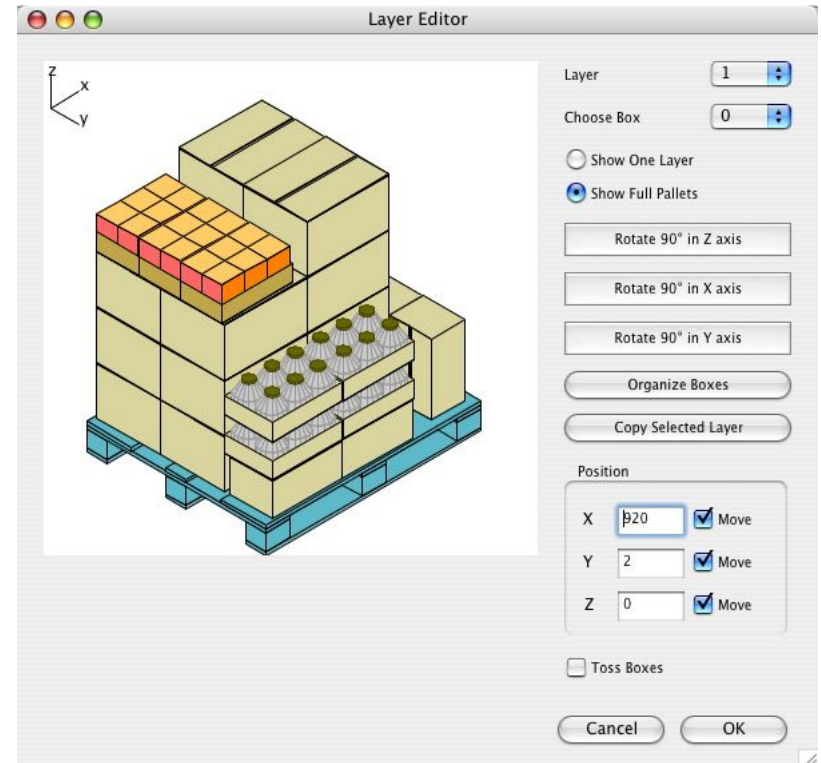 Layer Editor
z
x
y
Layer 1
Choose Box 0
Show One Layer
Show Full Pallets
Rotate 90° in Z axis
Rotate 90° in X axis
Rotate 90° in Y axis
Organize Boxes
Copy Selected Layer
Position
X 920 Move
Y 2 Move
Z 0 Move
Toss Boxes
Cancel OK